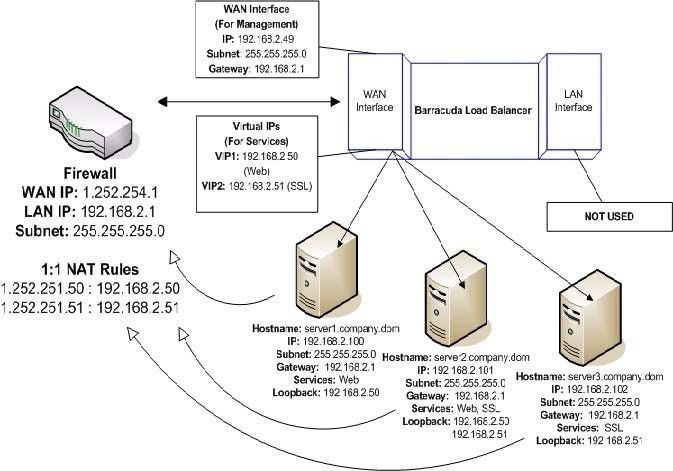 WAN Interface
(For Management)
IP: 192.168.2.49
Subnet: 255.255.255.0
Gateway: 192.168.2.1
WAN
Interface
Barracuda Load Balancer
LAN
Interface
Virtual IPs
(For Services)
VIP1: 192.168.2.50
(Web)
VIP2: 192.168.2.51 (SSL)
NOT USED
Firewall
WAN IP: 1.252.254.1
LAN IP: 192.168.2.1
Subnet: 255.255.255.0
1:1 NAT Rules
1.252.251.50 : 192.168.2.50
1.252.251.51 : 192.168.2.51
Hostname: server1.company.dom
IP: 192.168.2.100
Subnet: 255.255.255.0
Gateway: 192.168.2.1
Services: Web
Loopback: 192.168.2.50
Hostname: server2.company.dom
IP: 192.168.2.101
Subnet: 255.255.255.0
Gateway: 192.168.2.1
Services: Web, SSL
Loopback: 192.168.2.50
192.168.2.51
Hostname: server3.company.dom
IP: 192.168.2.102
Subnet: 255.255.255.0
Gateway: 192.168.2.1
Services: SSL
Loopback: 192.168.2.51